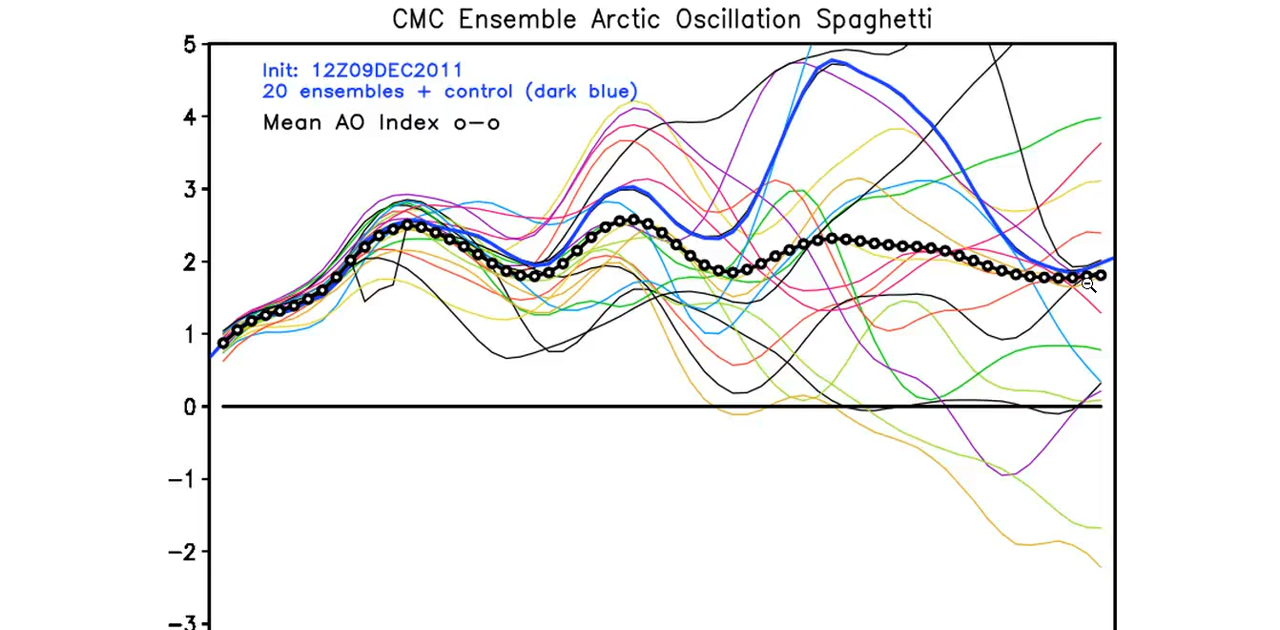 CMC Ensemble Arctic Oscillation Spaghetti
Init: 12Z09DEC2011
20 ensembles + control (dark blue)
Mean AO Index o—o
5
4
3
2
1
0
−1
−2
−3